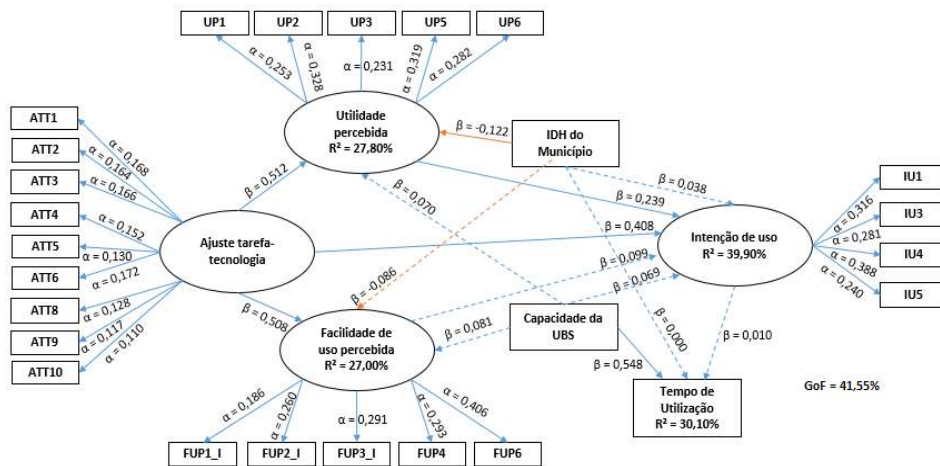 UP1
UP2
UP3
UP5
UP6
α = 0,253
α = 0,328
α = 0,231
α = 0,319
α = 0,282
ATT1
ATT2
ATT3
ATT4
ATT5
ATT6
ATT8
ATT9
ATT10
α = 0,168
α = 0,164
α = 0,166
α = 0,152
α = 0,130
α = 0,172
α = 0,128
α = 0,117
α = 0,110
Utilidade
percebida
R² = 27,80%
β = -0,122
IDH do
Município
β = 0,512
β = 0,070
β = 0,038
β = 0,239
Ajuste tarefa-
tecnologia
β = 0,408
Intenção de uso
R² = 39,90%
IU1
IU3
IU4
IU5
α = 0,316
α = 0,281
α = 0,388
α = 0,240
β = -0,086
β = 0,099
β = 0,069
β = 0,508
Facilidade de
uso percebida
R² = 27,00%
β = 0,081
Capacidade da
UBS
β = 0,000
β = 0,010
β = 0,548
Tempo de
Utilização
R² = 30,10%
GoF = 41,55%
α = 0,186
α = 0,260
α = 0,291
α = 0,293
α = 0,406
FUP1_I
FUP2_I
FUP3_I
FUP4
FUP6